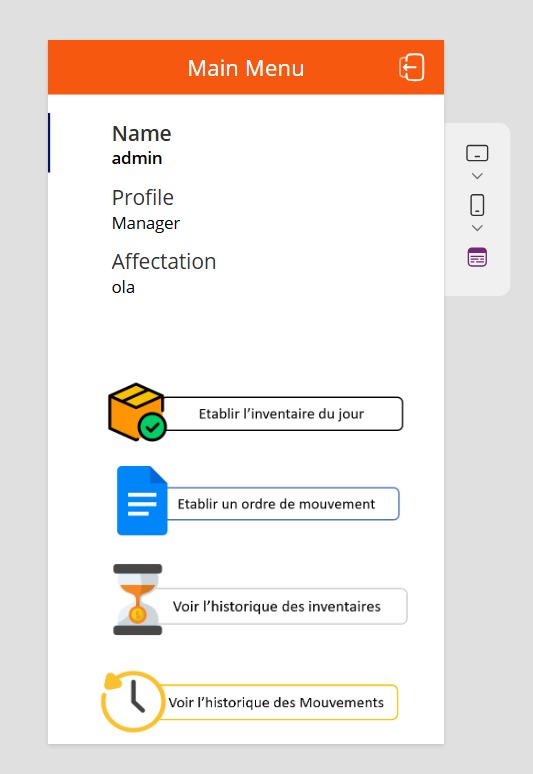 Main Menu
Name
admin
Profile
Manager
Affectation
ola
Etablir l’inventaire du jour
Etablir un ordre de mouvement
Voir l’historique des inventaires
Voir l’historique des Mouvements